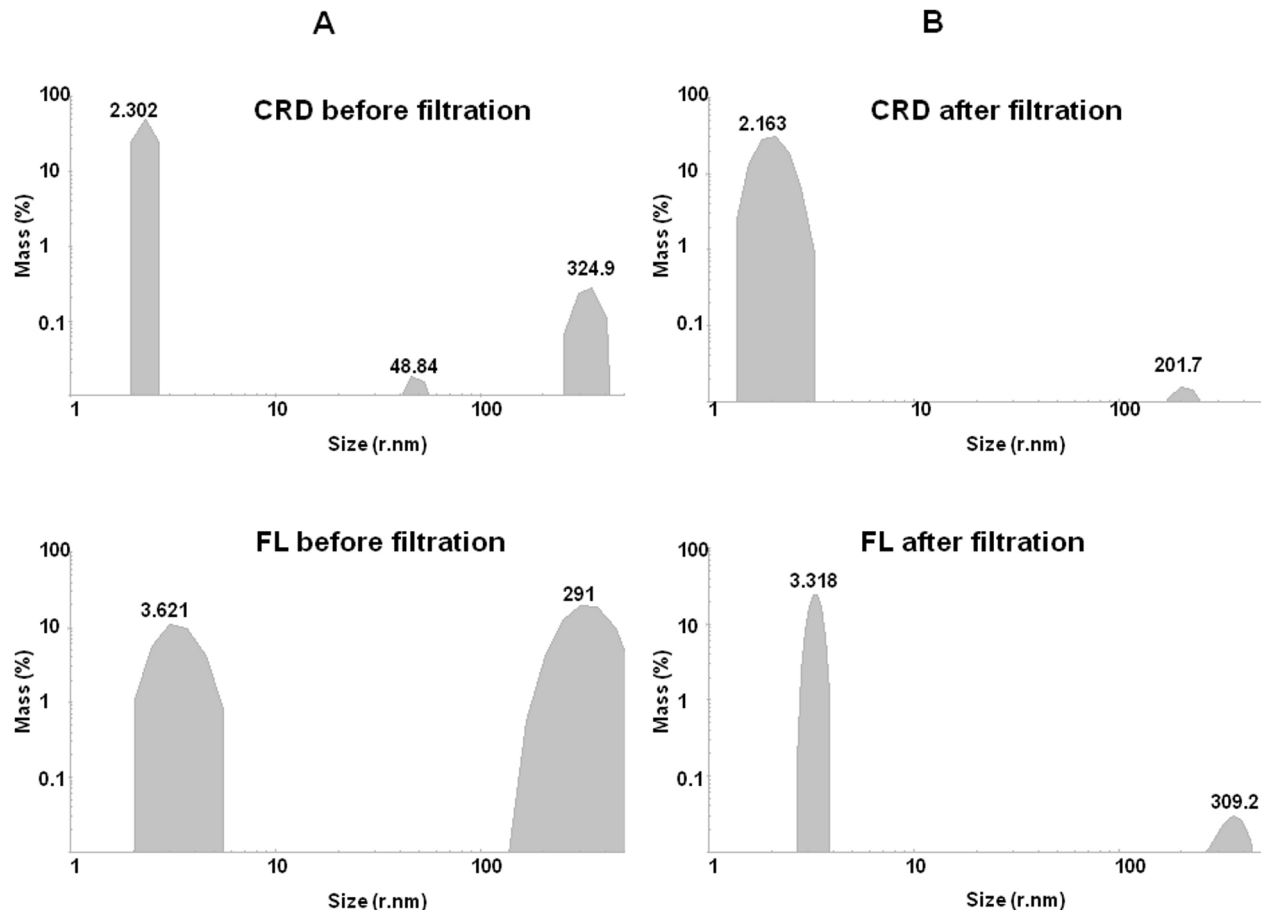 A
B
CRD before filtration
100
10
1
0.1
Mass (%)
2.302
48.84
324.9
1
10
100
Size (r.nm)
CRD after filtration
100
10
1
0.1
Mass (%)
2.163
201.7
1
10
100
Size (r.nm)
FL before filtration
100
10
1
0.1
Mass (%)
3.621
291
1
10
100
Size (r.nm)
FL after filtration
100
10
1
0.1
Mass (%)
3.318
309.2
1
10
100
Size (r.nm)